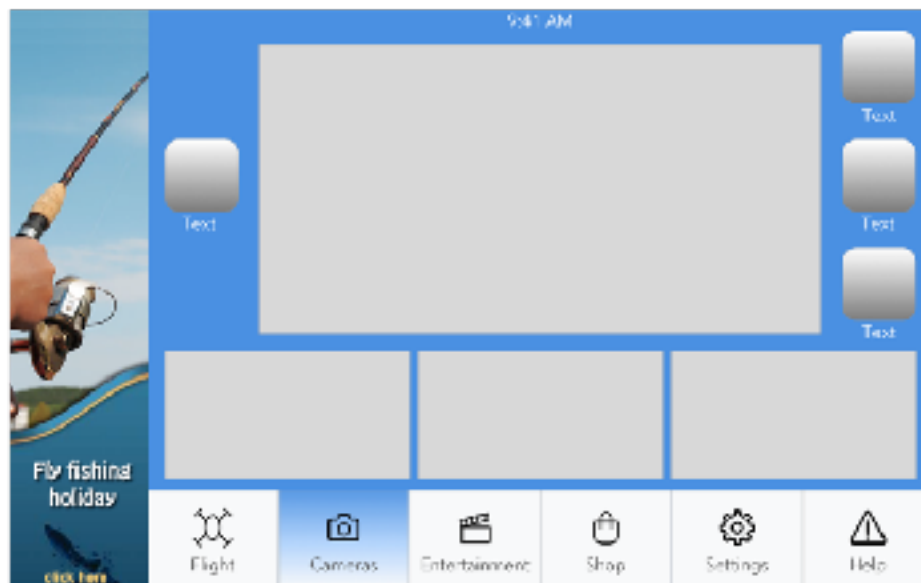 9:41 AM
Text
Text
Text
Text
Fly fishing
holiday
click here
Flight
Cameras
Entertainment
Shop
Settings
Help